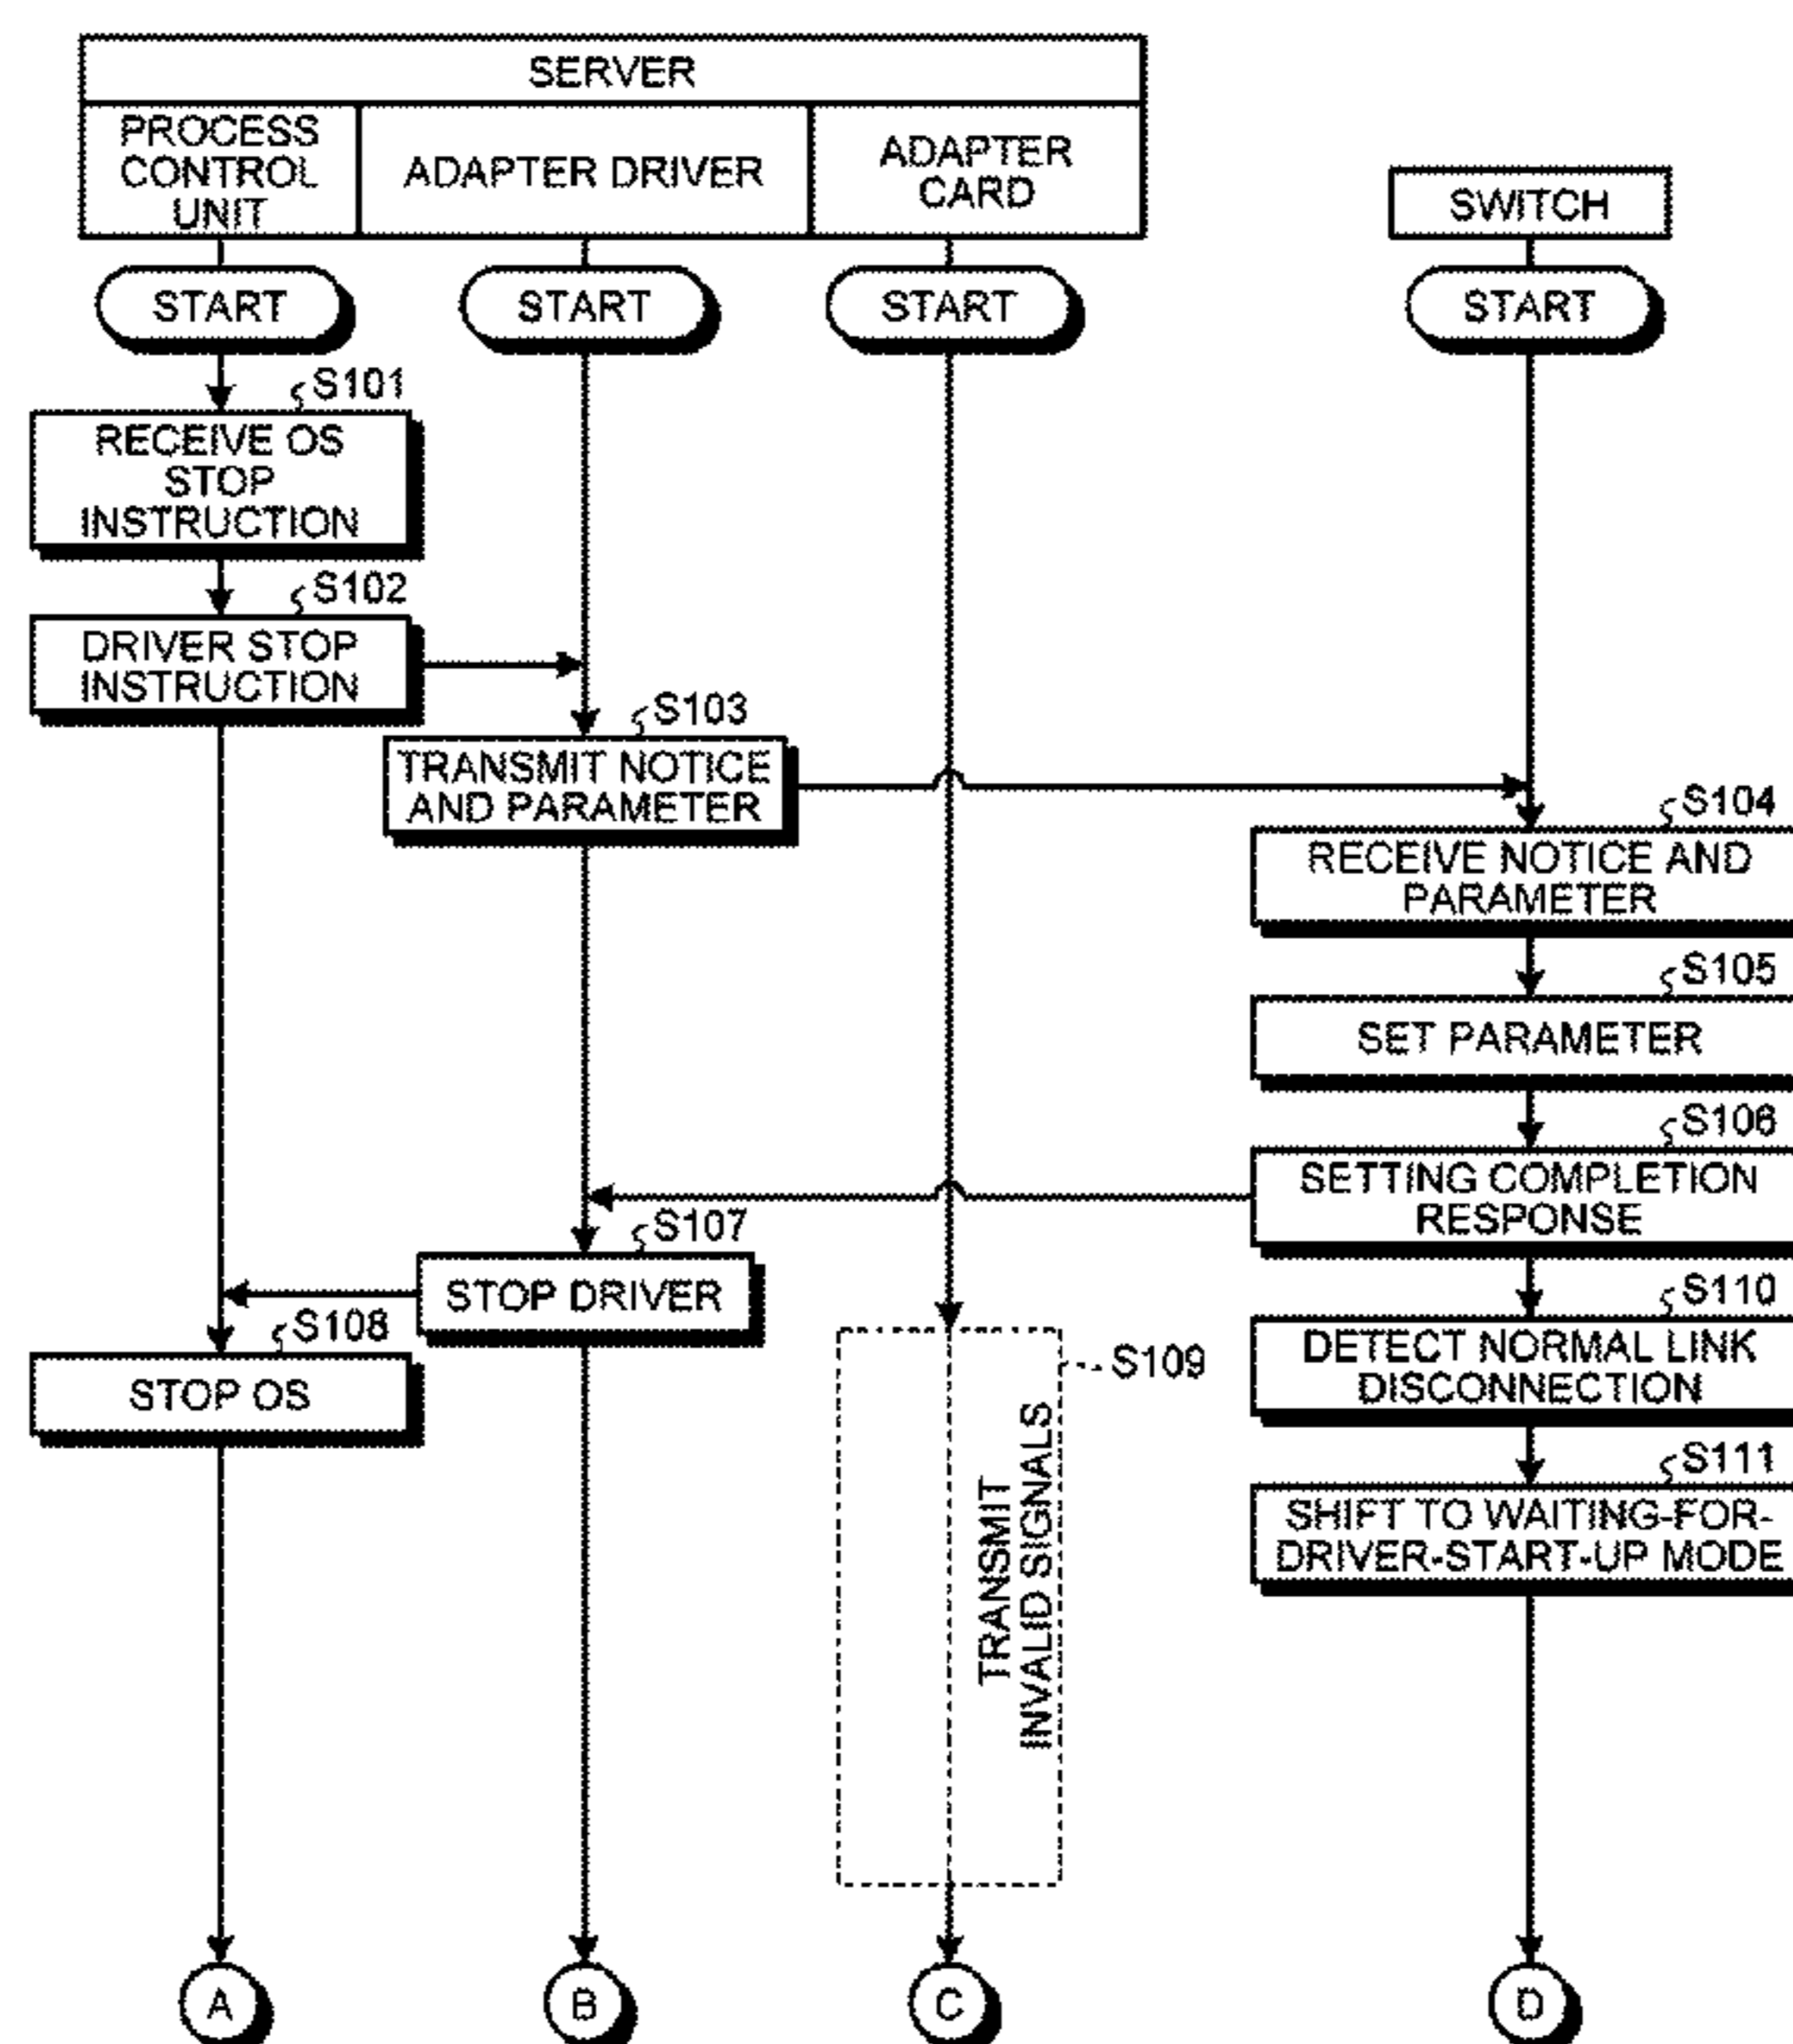 SERVER
PROCESS
CONTROL
UNIT
ADAPTER DRIVER
ADAPTER
CARD
SWITCH
START
START
START
START
S101
RECEIVE OS
STOP
INSTRUCTION
S102
DRIVER STOP
INSTRUCTION
S103
TRANSMIT NOTICE
AND PARAMETER
S104
RECEIVE NOTICE AND
PARAMETER
S105
SET PARAMETER
S106
SETTING COMPLETION
RESPONSE
S107
STOP DRIVER
S108
STOP OS
S109
TRANSMIT
INVALID SIGNALS
S110
DETECT NORMAL LINK
DISCONNECTION
S111
SHIFT TO WAITING-FOR-
DRIVER-START-UP MODE
A
B
C
D